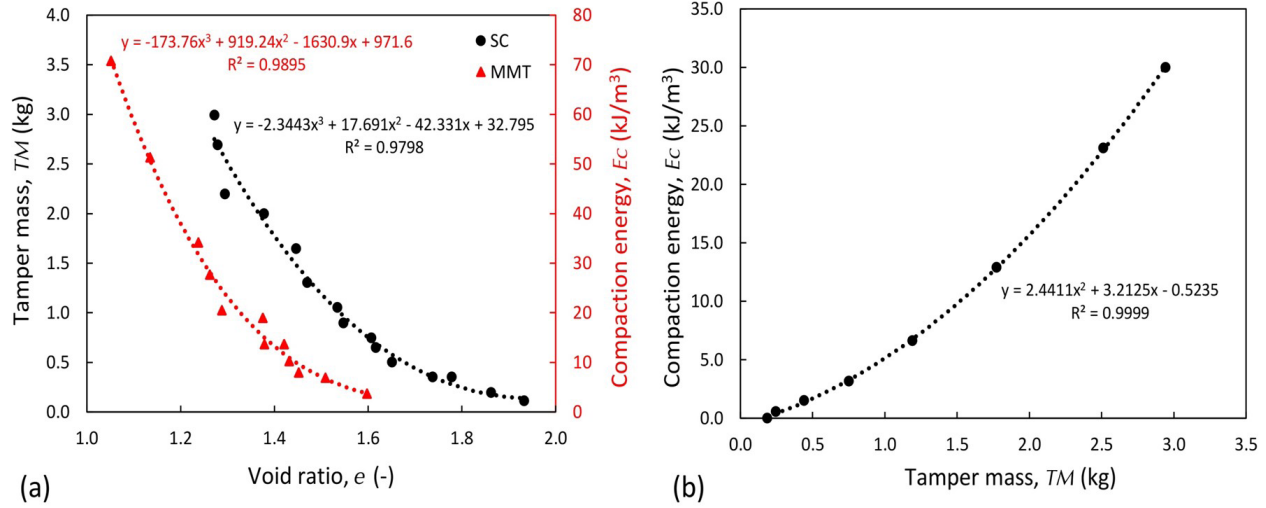 4.0
3.5
3.0
2.5
2.0
1.5
1.0
0.5
0.0
Tamper mass, TM (kg)
y = -173.76x³ + 919.24x² - 1630.9x + 971.6
R² = 0.9895
SC
MMT
y = -2.3443x³ + 17.691x² - 42.331x + 32.795
R² = 0.9798
80
70
60
50
40
30
20
10
0
Compaction energy, Ec (kJ/m³)
1.0 1.2 1.4 1.6 1.8 2.0
Void ratio, e (-)
(a)
35.0
30.0
25.0
20.0
15.0
10.0
5.0
0.0
Compaction energy, Ec (kJ/m³)
y = 2.4411x² + 3.2125x - 0.5235
R² = 0.9999
0.0 0.5 1.0 1.5 2.0 2.5 3.0 3.5
Tamper mass, TM (kg)
(b)